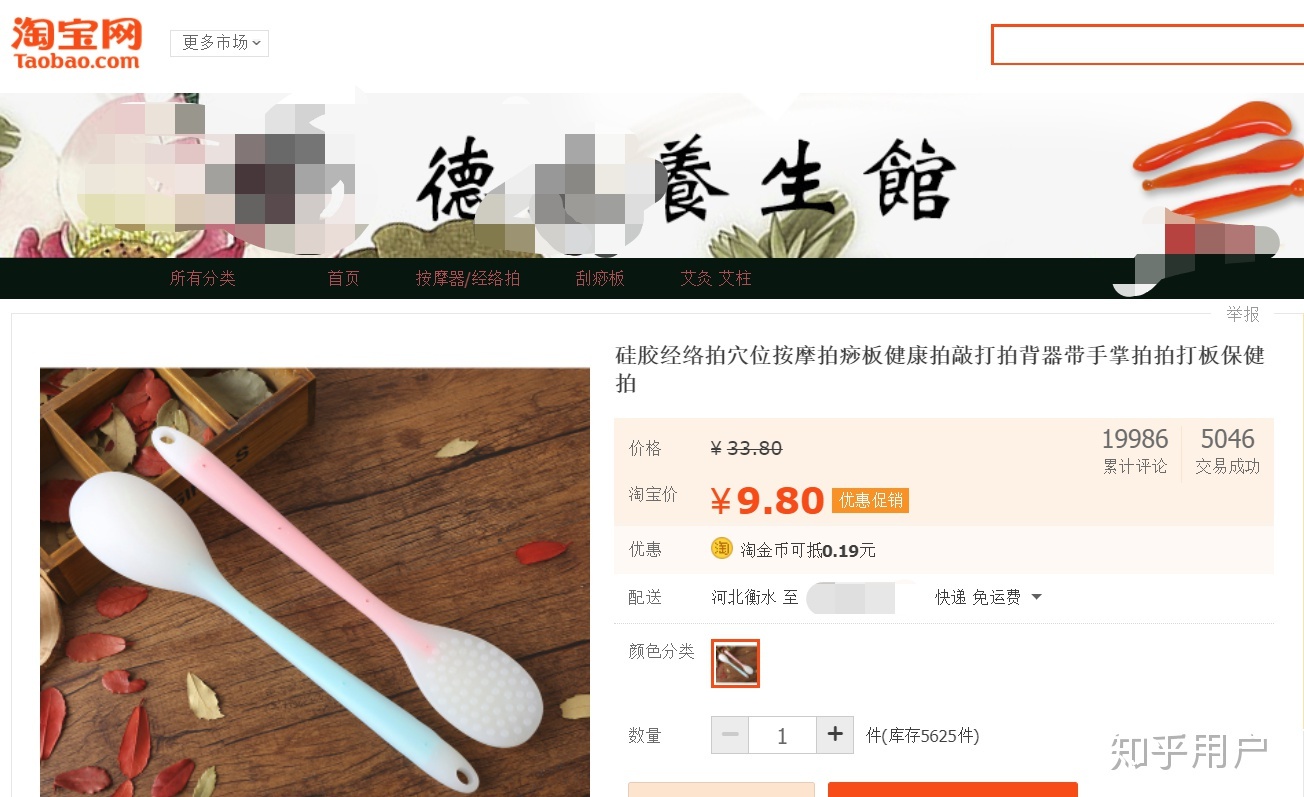 淘宝网
Taobao.com
更多市场
德 養生館
所有分类 首页 按摩器/经络拍 刮痧板 艾灸 艾柱
举报
硅胶经络拍穴位按摩拍痧板健康拍敲打拍背器带手掌拍拍打板保健
拍
价格 ¥ 33.80
19986 5046
累计评论 交易成功
淘宝价 ¥ 9.80 优惠促销
优惠 淘 淘金币可抵0.19元
配送 河北衡水 至 快递 免运费
颜色分类
数量 − 1 + 件(库存5625件)
知乎用户